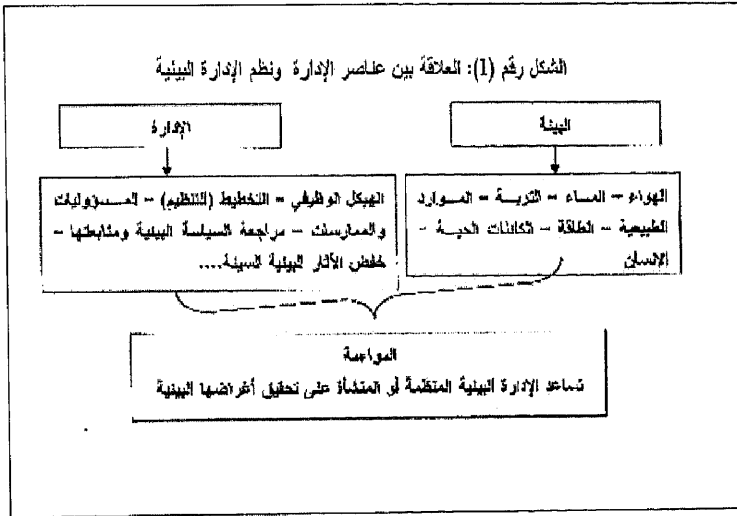 الشكل رقم (1): العلاقة بين عناصر الإدارة ونظم الإدارة البيئية
البيئة
الهواء – المساء – التربة – الموارد
الطبيعية – الطاقة – الكائنات الحية –
الإنسان
الإدارة
الهيكل الوظيفي – التخطيط (التنظيم) – المسؤوليات
والممارسات – مراجعة السياسة البيئية ومتابعتها –
خفض الآثار البيئية السيئة....
المواءمة
تساعد الإدارة البيئية المنظمة أو المنشأة على تحقيق أغراضها البيئية